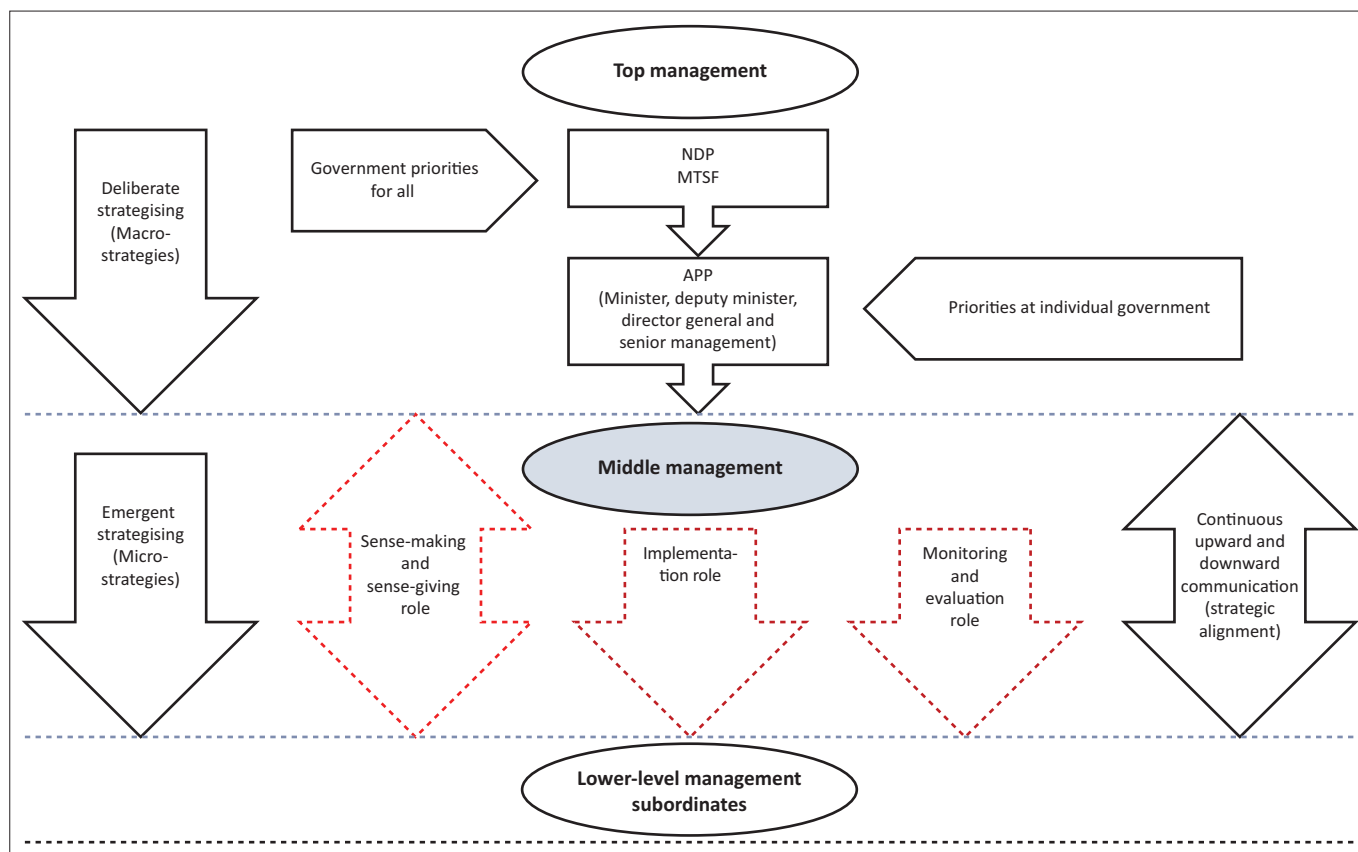 Top management
Government priorities
for all
NDP
MTSF
Deliberate
strategising
(Macro-
strategies)
APP
(Minister, deputy minister,
director general and
senior management)
Priorities at individual government
Middle management
Emergent
strategising
(Micro-
strategies)
Sense-making
and
sense-giving
role
Implementa-
tion role
Monitoring
and
evaluation
role
Continuous
upward and
downward
communication
(strategic
alignment)
Lower-level management
subordinates